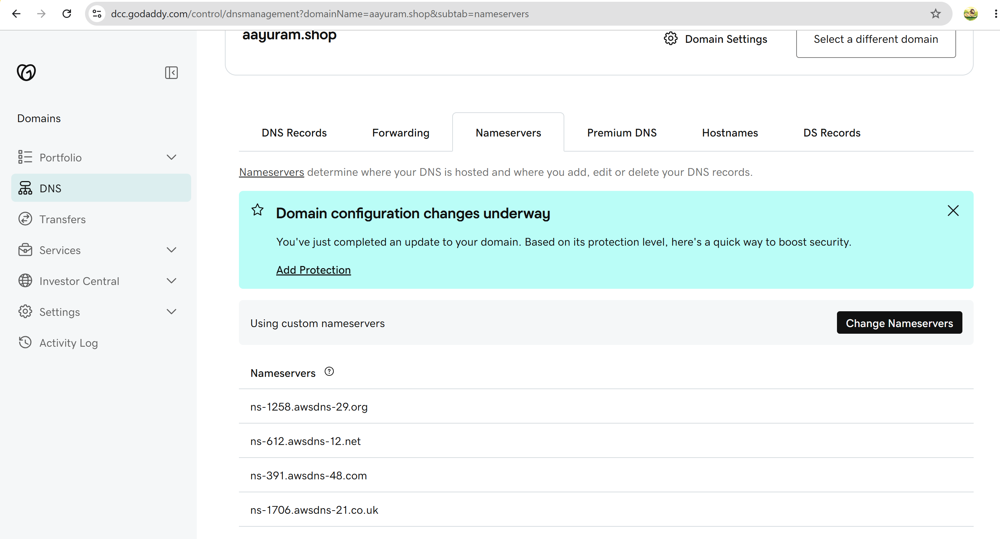 dcc.godaddy.com/control/dnsmanagement?domainName=aayuram.shop&subtab=nameservers
aayuram.shop
Domain Settings
Select a different domain
Domains
Portfolio
DNS
Transfers
Services
Investor Central
Settings
Activity Log
DNS Records
Forwarding
Nameservers
Premium DNS
Hostnames
DS Records
Nameservers determine where your DNS is hosted and where you add, edit or delete your DNS records.
Domain configuration changes underway
You've just completed an update to your domain. Based on its protection level, here's a quick way to boost security.
Add Protection
Using custom nameservers
Change Nameservers
Nameservers
ns-1258.awsdns-29.org
ns-612.awsdns-12.net
ns-391.awsdns-48.com
ns-1706.awsdns-21.co.uk